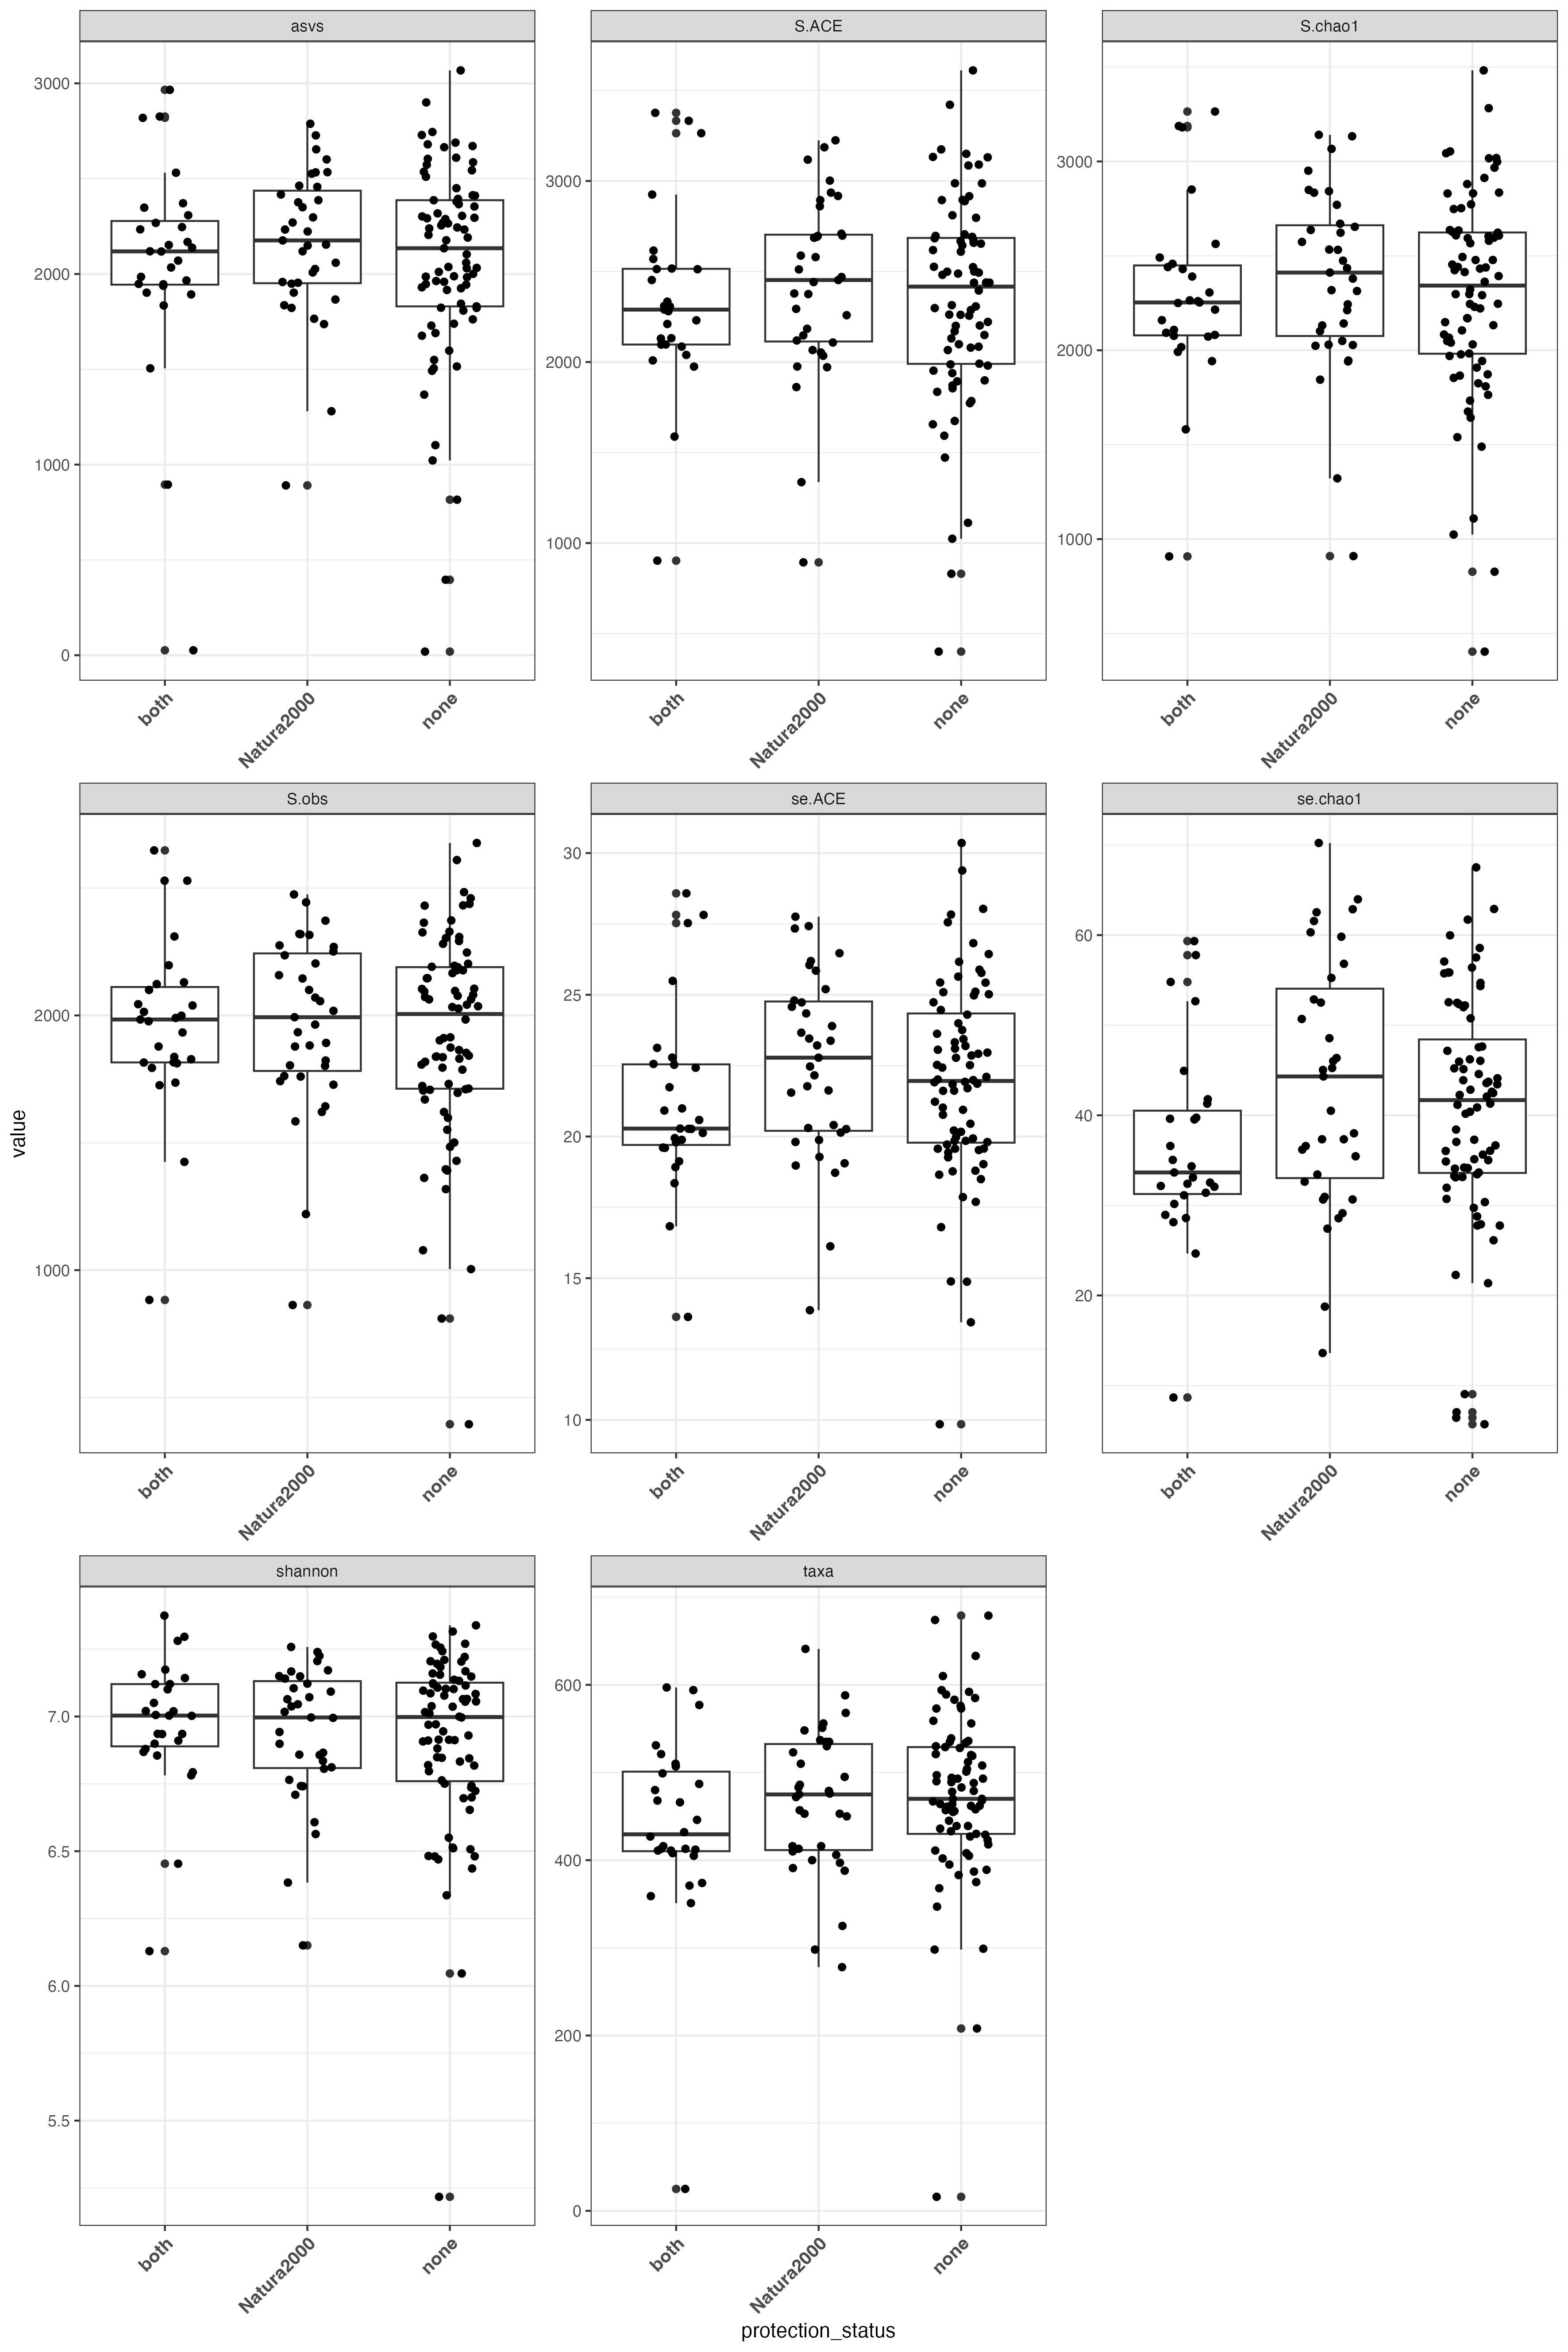 asvs
S.ACE
S.chao1
3000
2000
1000
0
3000
2000
1000
3000
2000
1000
both
Natura2000
none
both
Natura2000
none
both
Natura2000
none
S.obs
se.ACE
se.chao1
value
2000
1000
30
25
20
15
10
60
40
20
both
Natura2000
none
both
Natura2000
none
both
Natura2000
none
shannon
taxa
7.0
6.5
6.0
5.5
600
400
200
0
both
Natura2000
none
both
Natura2000
none
protection_status